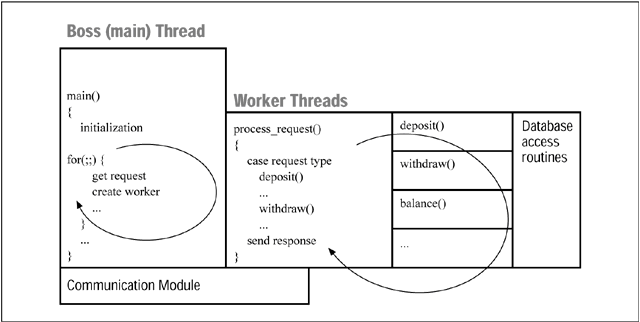 Boss (main) Thread
main()
{
initialization
for(;;) {
get request
create worker
...
}
...
}
Worker Threads
process_request()
{
case request type
deposit()
...
withdraw()
...
send response
}
deposit()
withdraw()
balance()
...
Database
access
routines
Communication Module